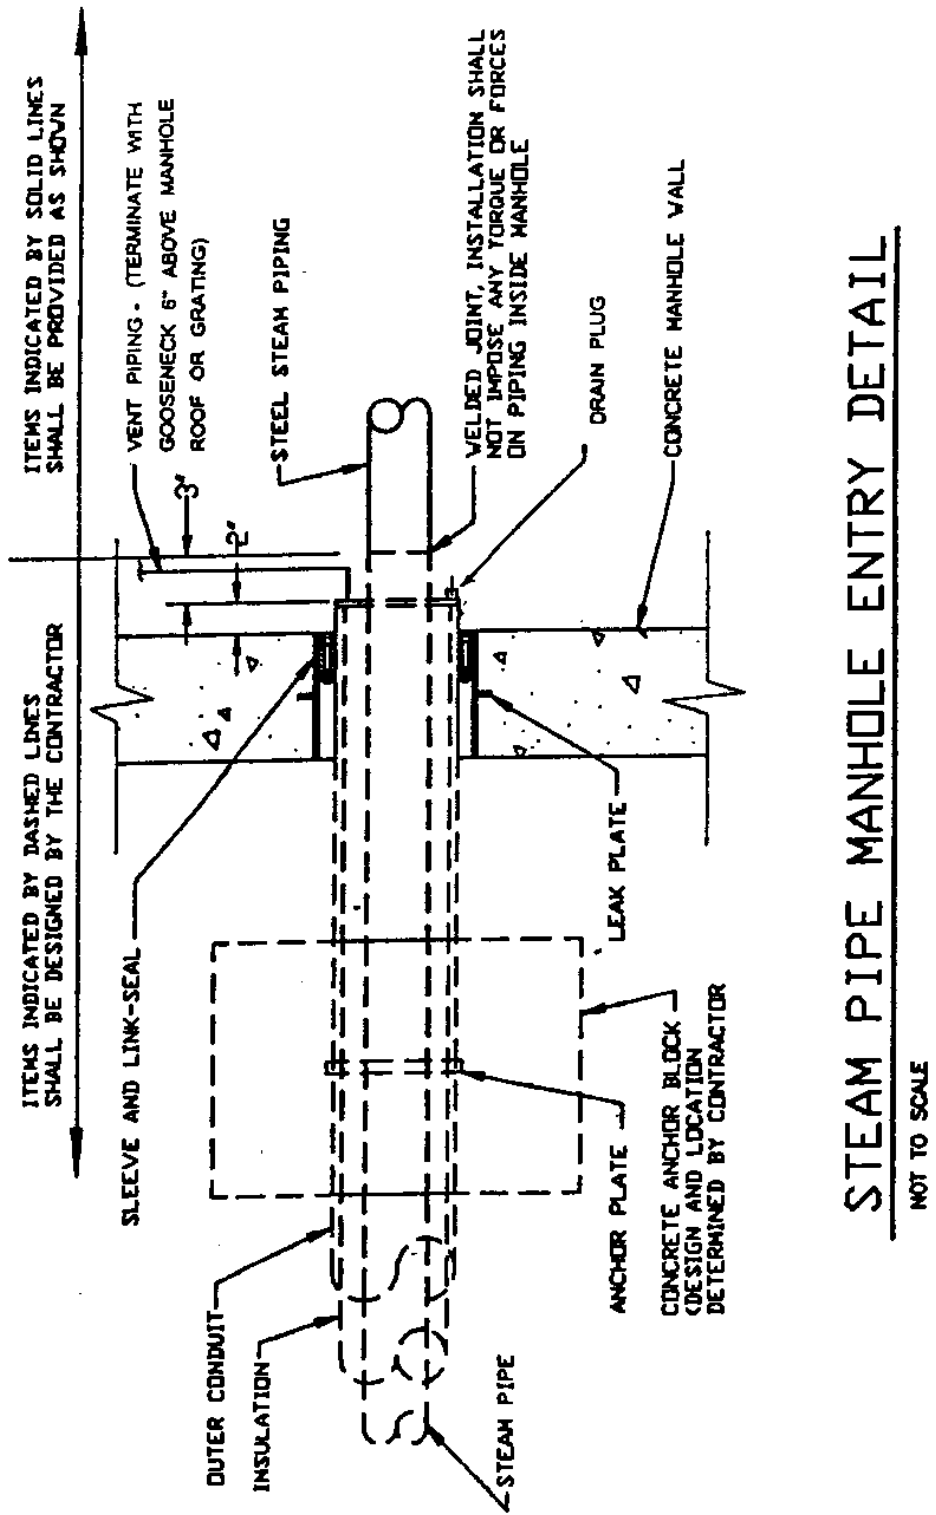 ITEMS INDICATED BY DASHED LINES
SHALL BE DESIGNED BY THE CONTRACTOR
ITEMS INDICATED BY SOLID LINES
SHALL BE PROVIDED AS SHOWN
SLEEVE AND LINK-SEAL
VENT PIPING - (TERMINATE WITH
GOOSENECK 6" ABOVE MANHOLE
ROOF OR GRATING)
3"
2"
OUTER CONDUIT
INSULATION
STEEL STEAM PIPING
STEAM PIPE
WELDED JOINT, INSTALLATION SHALL
NOT IMPOSE ANY TORQUE OR FORCES
ON PIPING INSIDE MANHOLE
DRAIN PLUG
LEAK PLATE
ANCHOR PLATE
CONCRETE ANCHOR BLOCK
(DESIGN AND LOCATION
DETERMINED BY CONTRACTOR
CONCRETE MANHOLE WALL
STEAM PIPE MANHOLE ENTRY DETAIL
NOT TO SCALE